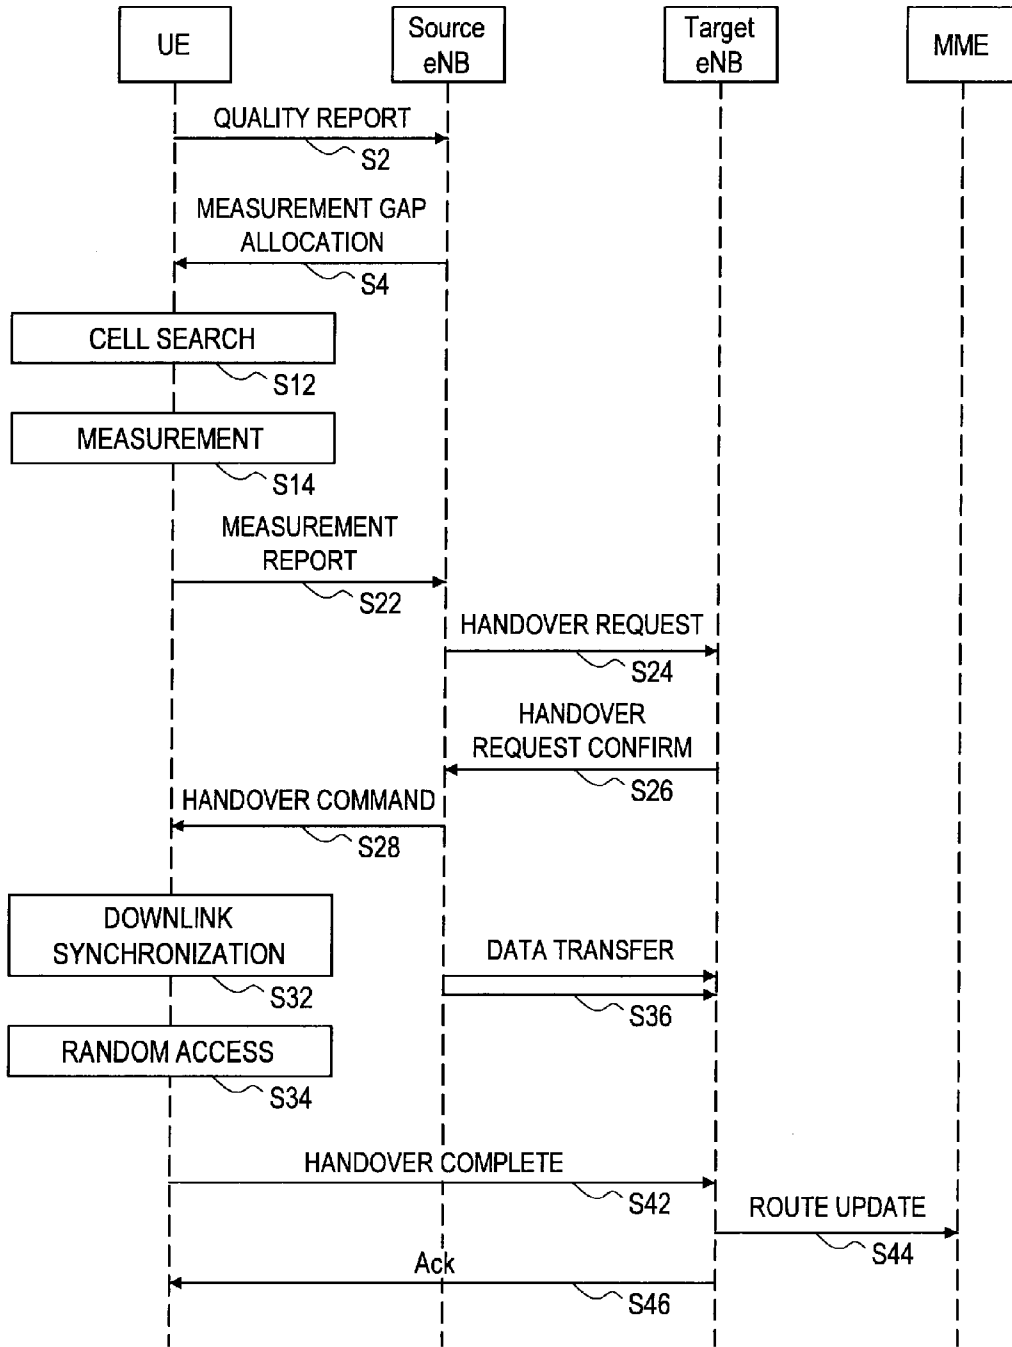 UE
Source
eNB
Target
eNB
MME
QUALITY REPORT
S2
MEASUREMENT GAP
ALLOCATION
S4
CELL SEARCH
S12
MEASUREMENT
S14
MEASUREMENT
REPORT
S22
HANDOVER REQUEST
S24
HANDOVER
REQUEST CONFIRM
S26
HANDOVER COMMAND
S28
DOWNLINK
SYNCHRONIZATION
S32
DATA TRANSFER
S36
RANDOM ACCESS
S34
HANDOVER COMPLETE
S42
ROUTE UPDATE
S44
Ack
S46